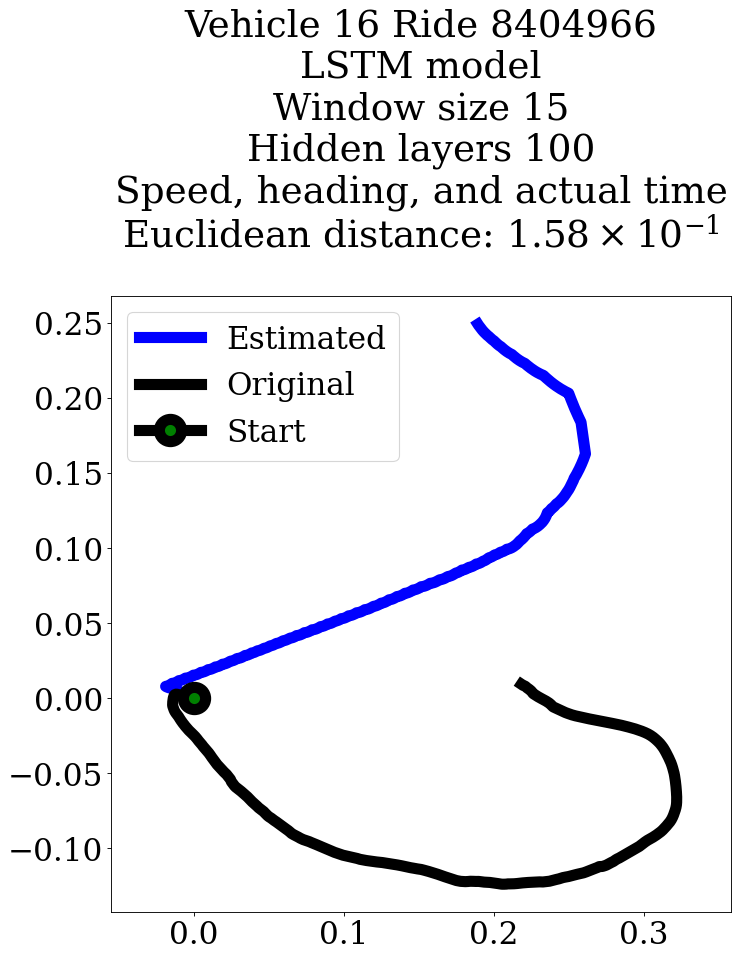 Vehicle 16 Ride 8404966
LSTM model
Window size 15
Hidden layers 100
Speed, heading, and actual time
Euclidean distance: 1.58 × 10⁻¹
Estimated
Original
Start
0.25
0.20
0.15
0.10
0.05
0.00
−0.05
−0.10
0.0 0.1 0.2 0.3